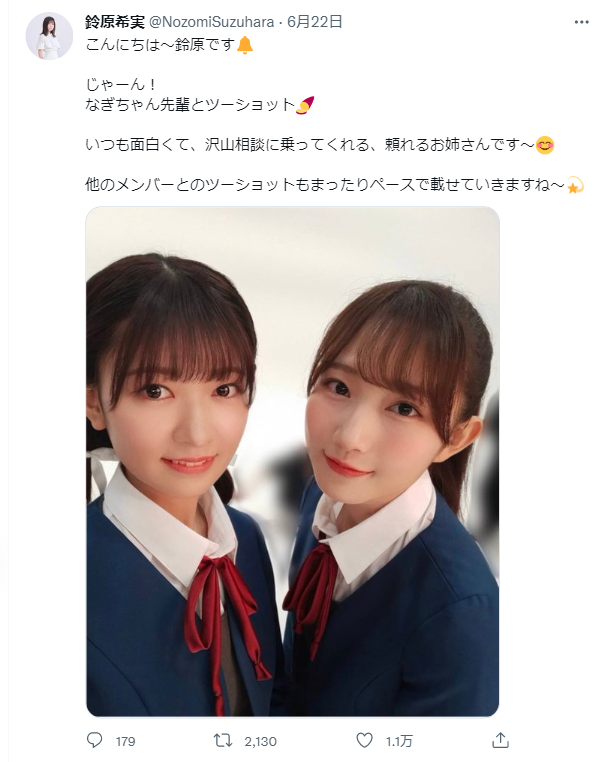 鈴原希実 @NozomiSuzuhara · 6月22日
こんにちは〜鈴原です🔔
じゃーん！
なぎちゃん先輩とツーショット🍠
いつも面白くて、沢山相談に乗ってくれる、頼れるお姉さんです〜😊
他のメンバーとのツーショットもまったりペースで載せていきますね〜💫
179 2,130 1.1万